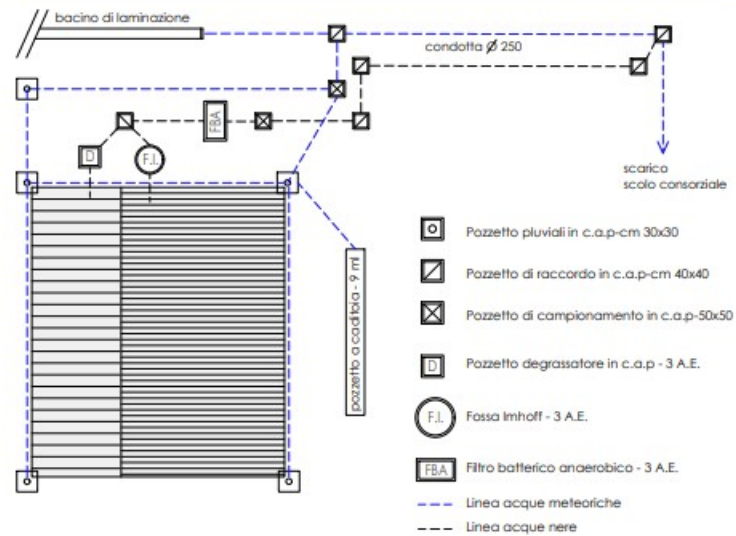 bacino di laminazione
condotta Ø 250
FBA
D
F.I.
scarico
scolo consorziale
pozzetto a caditoia - 9 ml
Pozzetto pluviali in c.a.p-cm 30x30
Pozzetto di raccordo in c.a.p-cm 40x40
Pozzetto di campionamento in c.a.p-50x50
D
Pozzetto degrassatore in c.a.p - 3 A.E.
F.I.
Fossa Imhoff - 3 A.E.
FBA
Filtro batterico anaerobico - 3 A.E.
Linea acque meteoriche
Linea acque nere